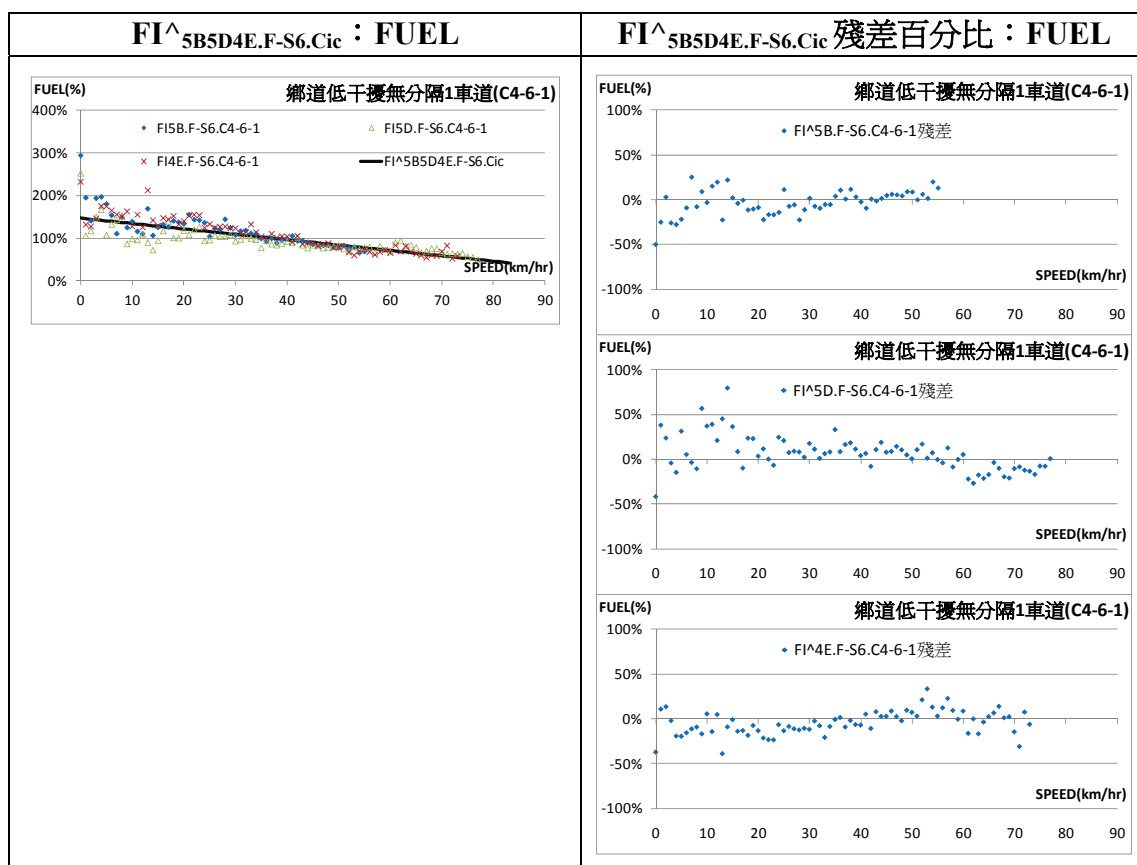 FI^5B5D4E.F-S6.Cic：FUEL
FI^5B5D4E.F-S6.Cic 殘差百分比：FUEL
FUEL(%)
鄉道低干擾無分隔1車道(C4-6-1)
400%
300%
200%
100%
0%
FI5B.F-S6.C4-6-1
FI5D.F-S6.C4-6-1
FI4E.F-S6.C4-6-1
FI^5B5D4E.F-S6.Cic
SPEED(km/hr)
0 10 20 30 40 50 60 70 80 90
FUEL(%)
鄉道低干擾無分隔1車道(C4-6-1)
100%
50%
0%
-50%
-100%
FI^5B.F-S6.C4-6-1殘差
SPEED(km/hr)
0 10 20 30 40 50 60 70 80 90
FUEL(%)
鄉道低干擾無分隔1車道(C4-6-1)
100%
50%
0%
-50%
-100%
FI^5D.F-S6.C4-6-1殘差
SPEED(km/hr)
0 10 20 30 40 50 60 70 80 90
FUEL(%)
鄉道低干擾無分隔1車道(C4-6-1)
100%
50%
0%
-50%
-100%
FI^4E.F-S6.C4-6-1殘差
SPEED(km/hr)
0 10 20 30 40 50 60 70 80 90